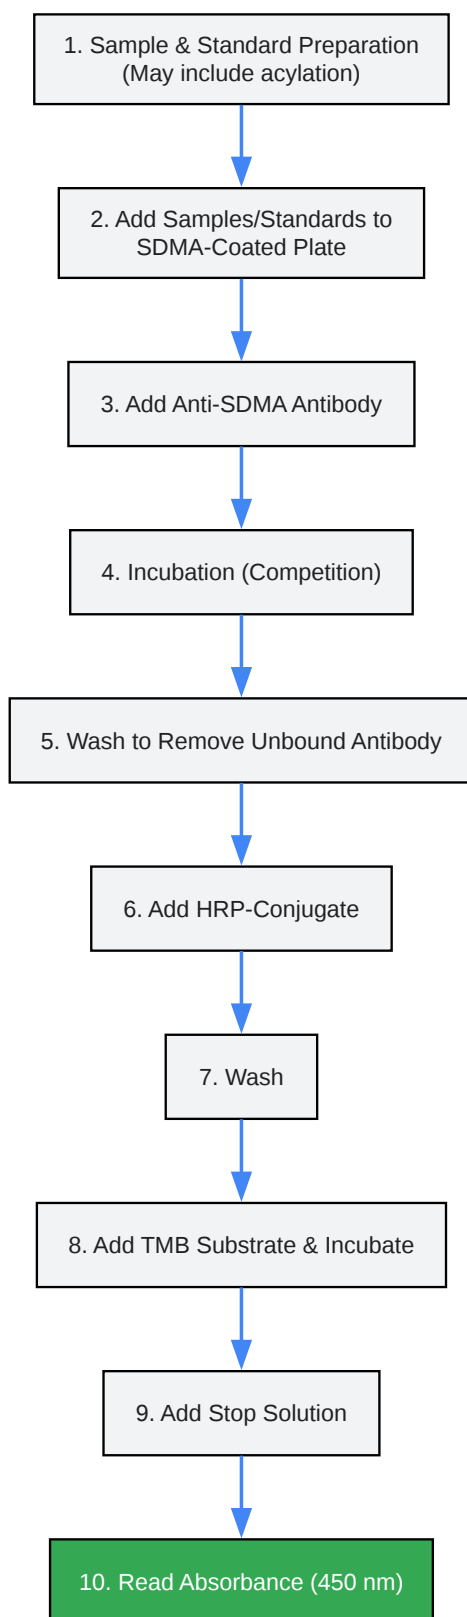 1. Sample & Standard Preparation
(May include acylation)
2. Add Samples/Standards to
SDMA-Coated Plate
3. Add Anti-SDMA Antibody
4. Incubation (Competition)
5. Wash to Remove Unbound Antibody
6. Add HRP-Conjugate
7. Wash
8. Add TMB Substrate & Incubate
9. Add Stop Solution
10. Read Absorbance (450 nm)